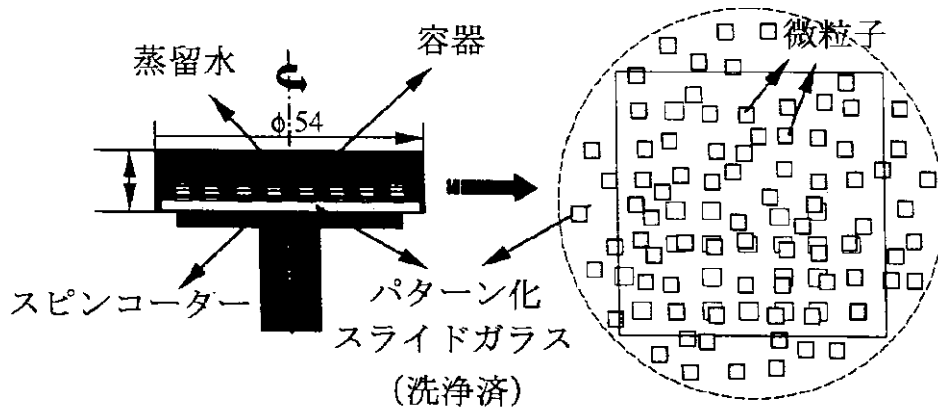 蒸留水
容器
微粒子
φ54
スピンコーダー
パターン化
スライドガラス
(洗浄済)